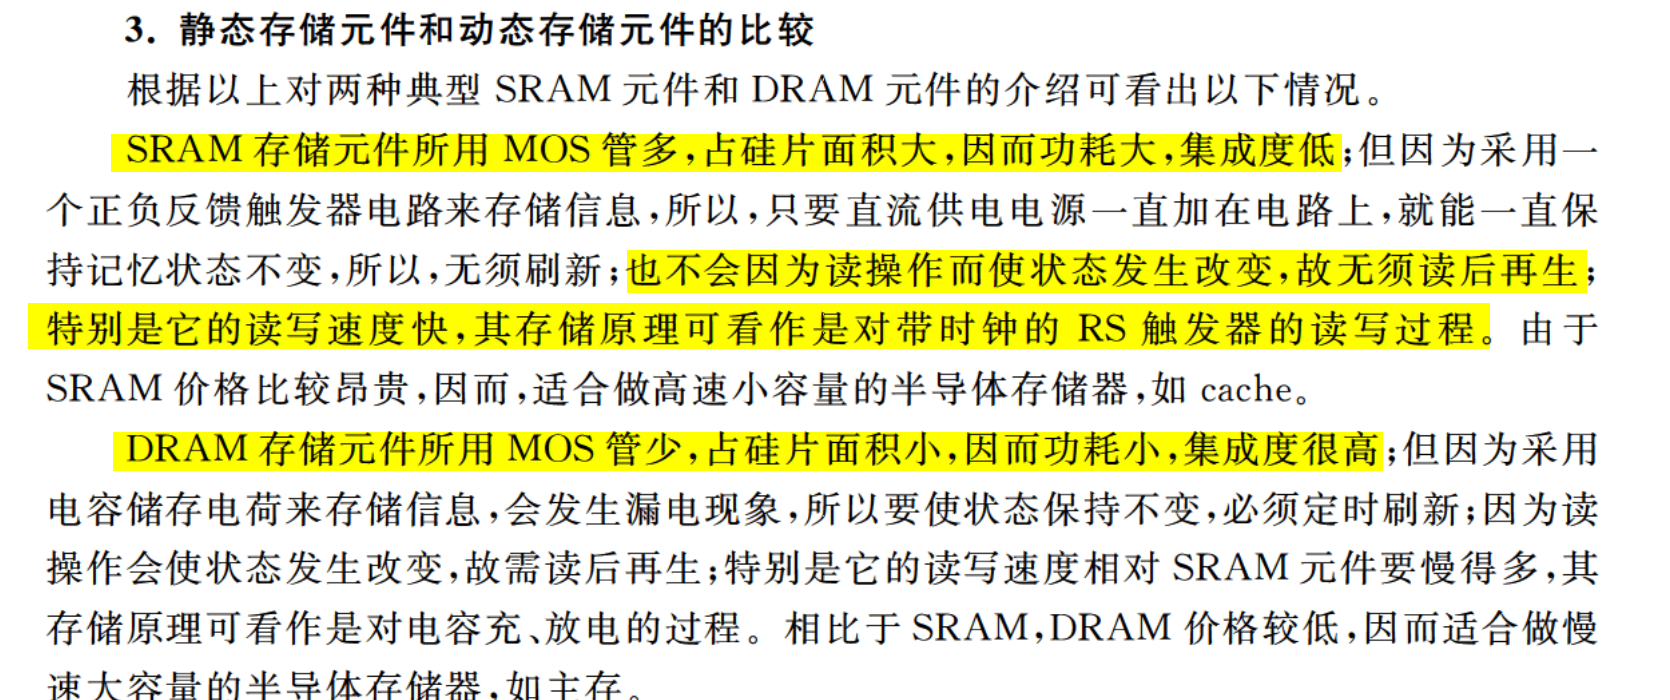 3. 静态存储元件和动态存储元件的比较
根据以上对两种典型 SRAM 元件和 DRAM 元件的介绍可看出以下情况。
SRAM 存储元件所用 MOS 管多,占硅片面积大,因而功耗大,集成度低;但因为采用一
个正负反馈触发器电路来存储信息,所以,只要直流供电电源一直加在电路上,就能一直保
持记忆状态不变,所以,无须刷新;也不会因为读操作而使状态发生改变,故无须读后再生;
特别是它的读写速度快,其存储原理可看作是对带时钟的 RS 触发器的读写过程。由于
SRAM 价格比较昂贵,因而,适合做高速小容量的半导体存储器,如 cache。
DRAM 存储元件所用 MOS 管少,占硅片面积小,因而功耗小,集成度很高;但因为采用
电容储存电荷来存储信息,会发生漏电现象,所以要使状态保持不变,必须定时刷新;因为读
操作会使状态发生改变,故需读后再生;特别是它的读写速度相对 SRAM 元件要慢得多,其
存储原理可看作是对电容充、放电的过程。相比于 SRAM,DRAM 价格较低,因而适合做慢
速大容量的半导体存储器,如主存。